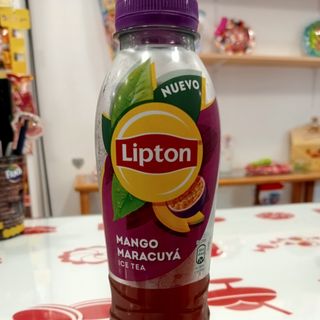 NUEVO
Lipton
MANGO
MARACUYÁ
ICE TEA